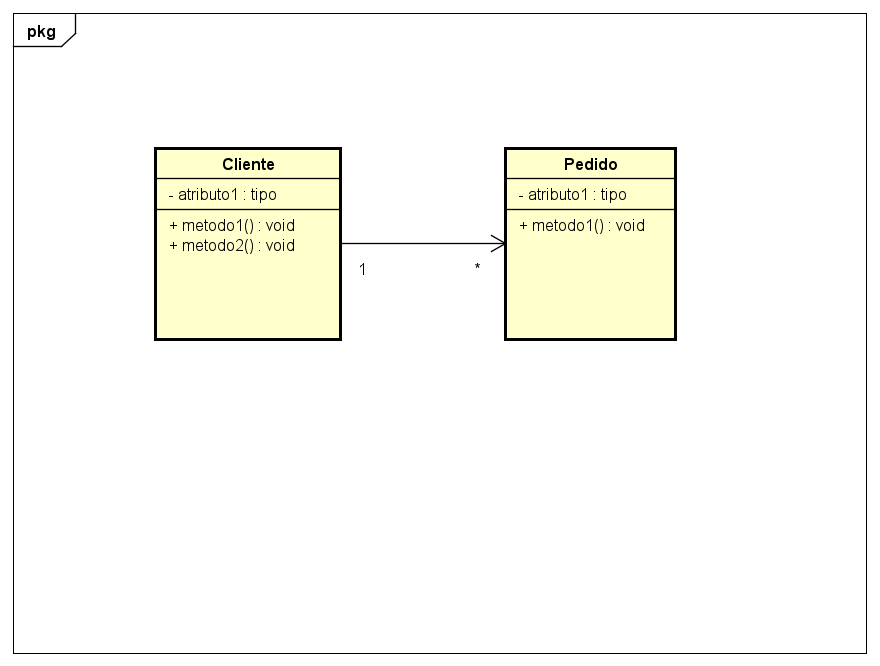 pkg
Cliente
- atributo1 : tipo
+ metodo1() : void
+ metodo2() : void
Pedido
- atributo1 : tipo
+ metodo1() : void
1
*